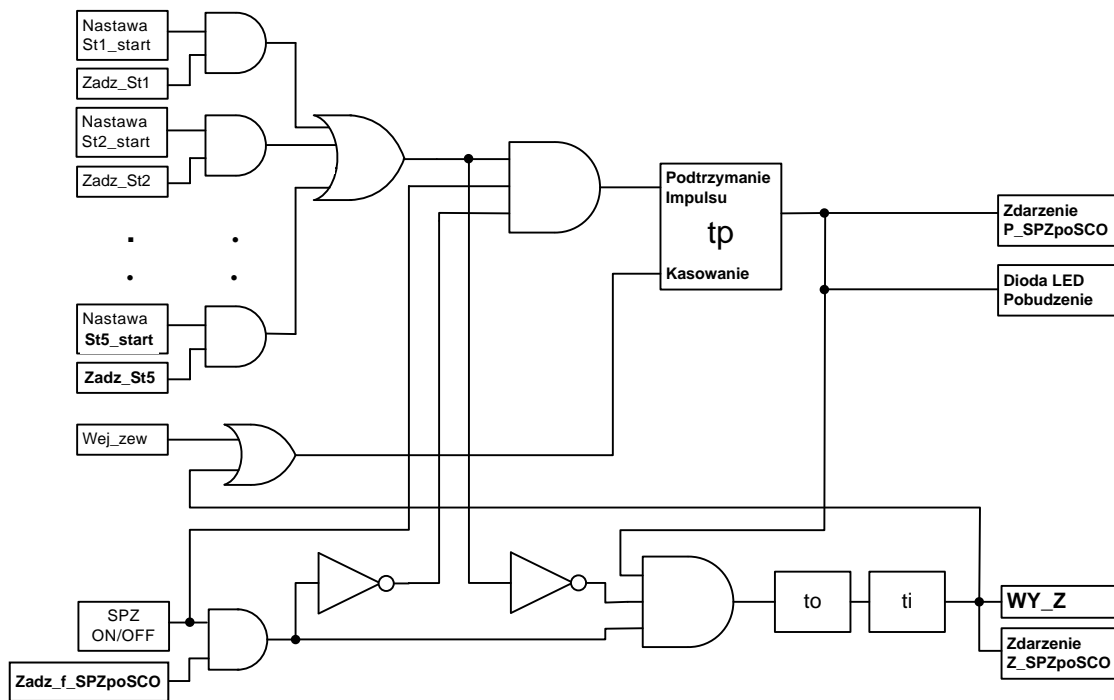 Nastawa
St1_start
Zadz_St1
Nastawa
St2_start
Zadz_St2
Nastawa
St5_start
Zadz_St5
Wej_zew
SPZ
ON/OFF
Zadz_f_SPZpoSCO
Podtrzymanie
Impulsu
tp
Kasowanie
Zdarzenie
P_SPZpoSCO
Dioda LED
Pobudzenie
to
ti
WY_Z
Zdarzenie
Z_SPZpoSCO